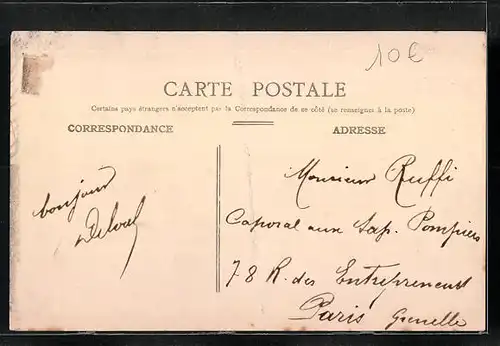 10€
CARTE POSTALE
Certains pays étrangers n'acceptent pas la Correspondance de ce côté (se renseigner à la poste)
CORRESPONDANCE
ADRESSE
bonjour
Monsieur Ruffi
Caporal aux Sap. Pompiers
78 R. des Entrepreneurs
Paris Grenelle